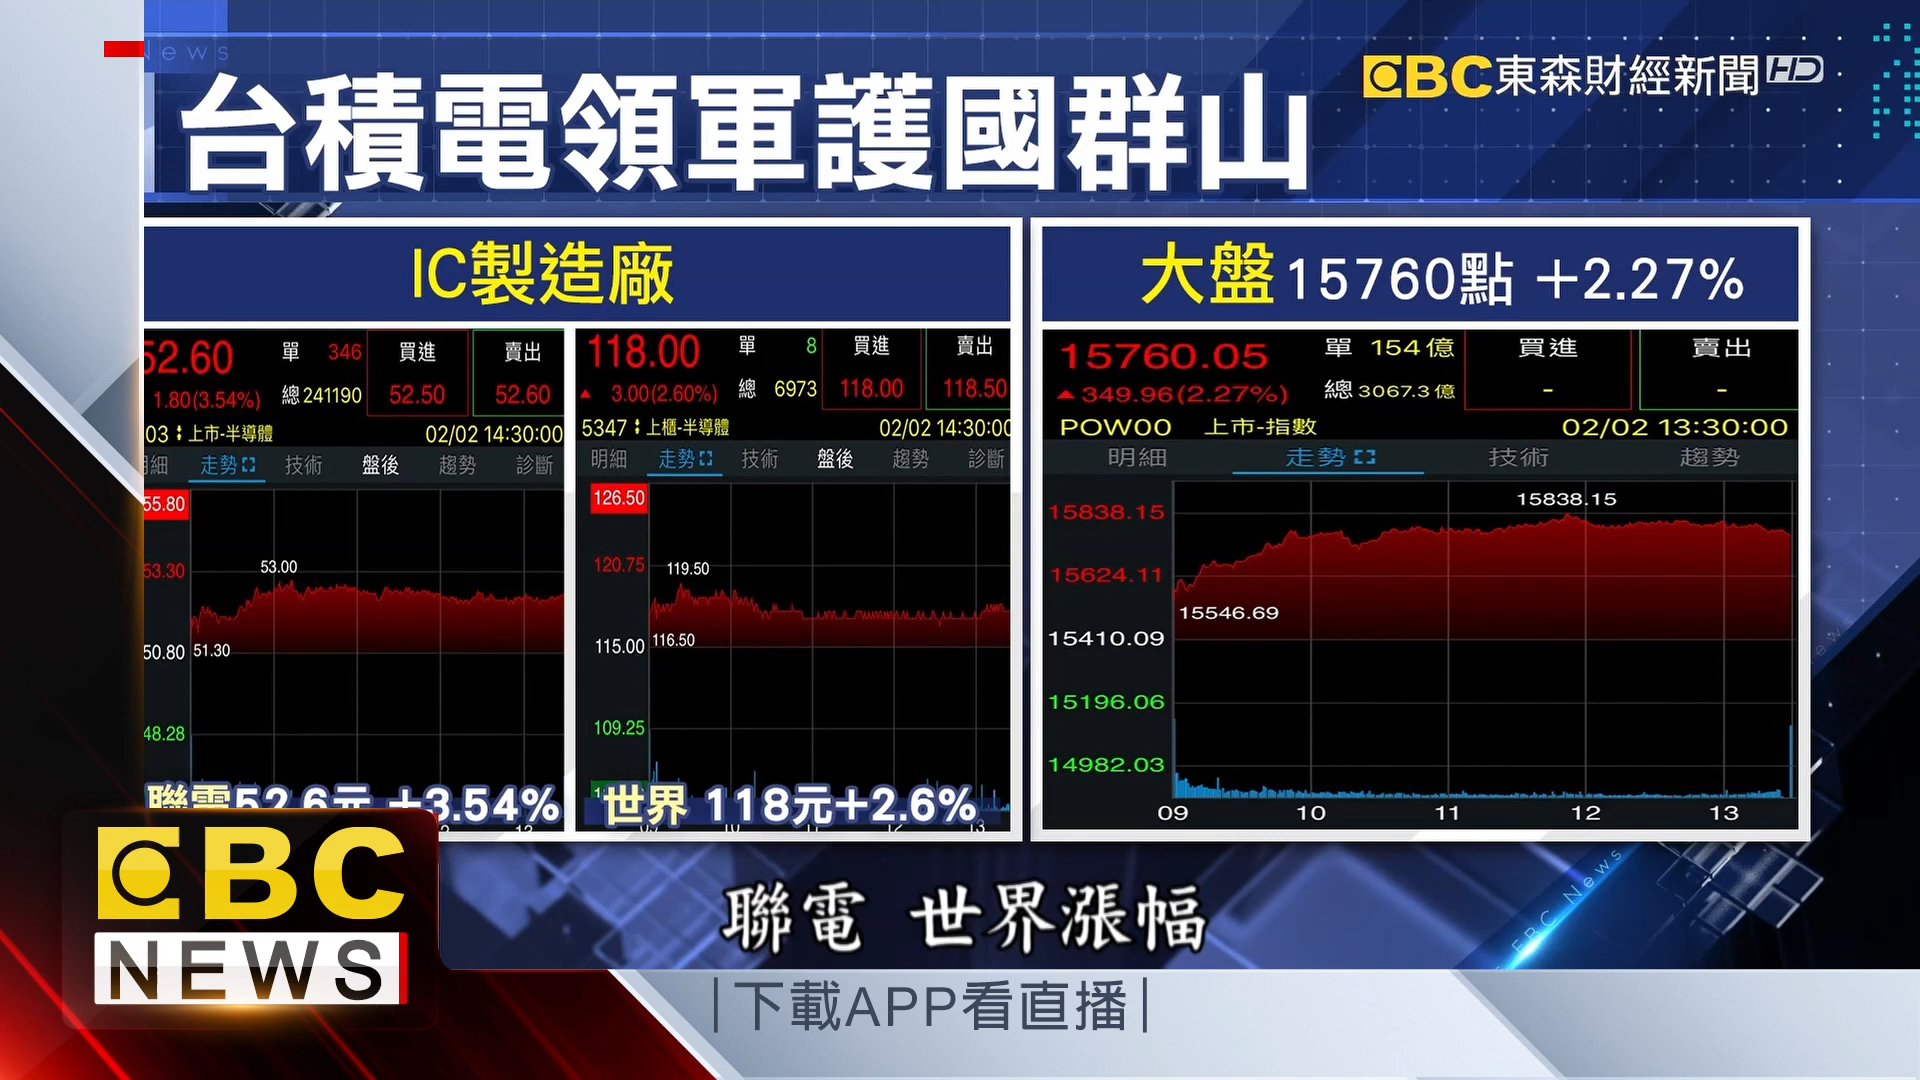 News
台積電領軍護國群山
EBC東森財經新聞HD
IC製造廠
52.60
1.80(3.54%)
單 346
總 241190
買進
52.50
賣出
52.60
03 上市-半導體
02/02 14:30:00
明細 走勢 技術 盤後 趨勢 診斷
55.80
53.30
53.00
50.80
51.30
48.28
聯電52.6元 +3.54%
118.00
▲ 3.00(2.60%)
單 8
總 6973
買進
118.00
賣出
118.50
5347 上櫃-半導體
02/02 14:30:00
明細 走勢 技術 盤後 趨勢 診斷
126.50
120.75
119.50
115.00
116.50
109.25
世界 118元+2.6%
大盤15760點 +2.27%
15760.05
▲349.96(2.27%)
單 154億
總 3067.3億
買進
-
賣出
-
POW00 上市-指數 02/02 13:30:00
明細 走勢 技術 趨勢
15838.15
15838.15
15624.11
15546.69
15410.09
15196.06
14982.03
09 10 11 12 13
聯電 世界漲幅
EBC News
EBC
NEWS
|下載APP看直播|